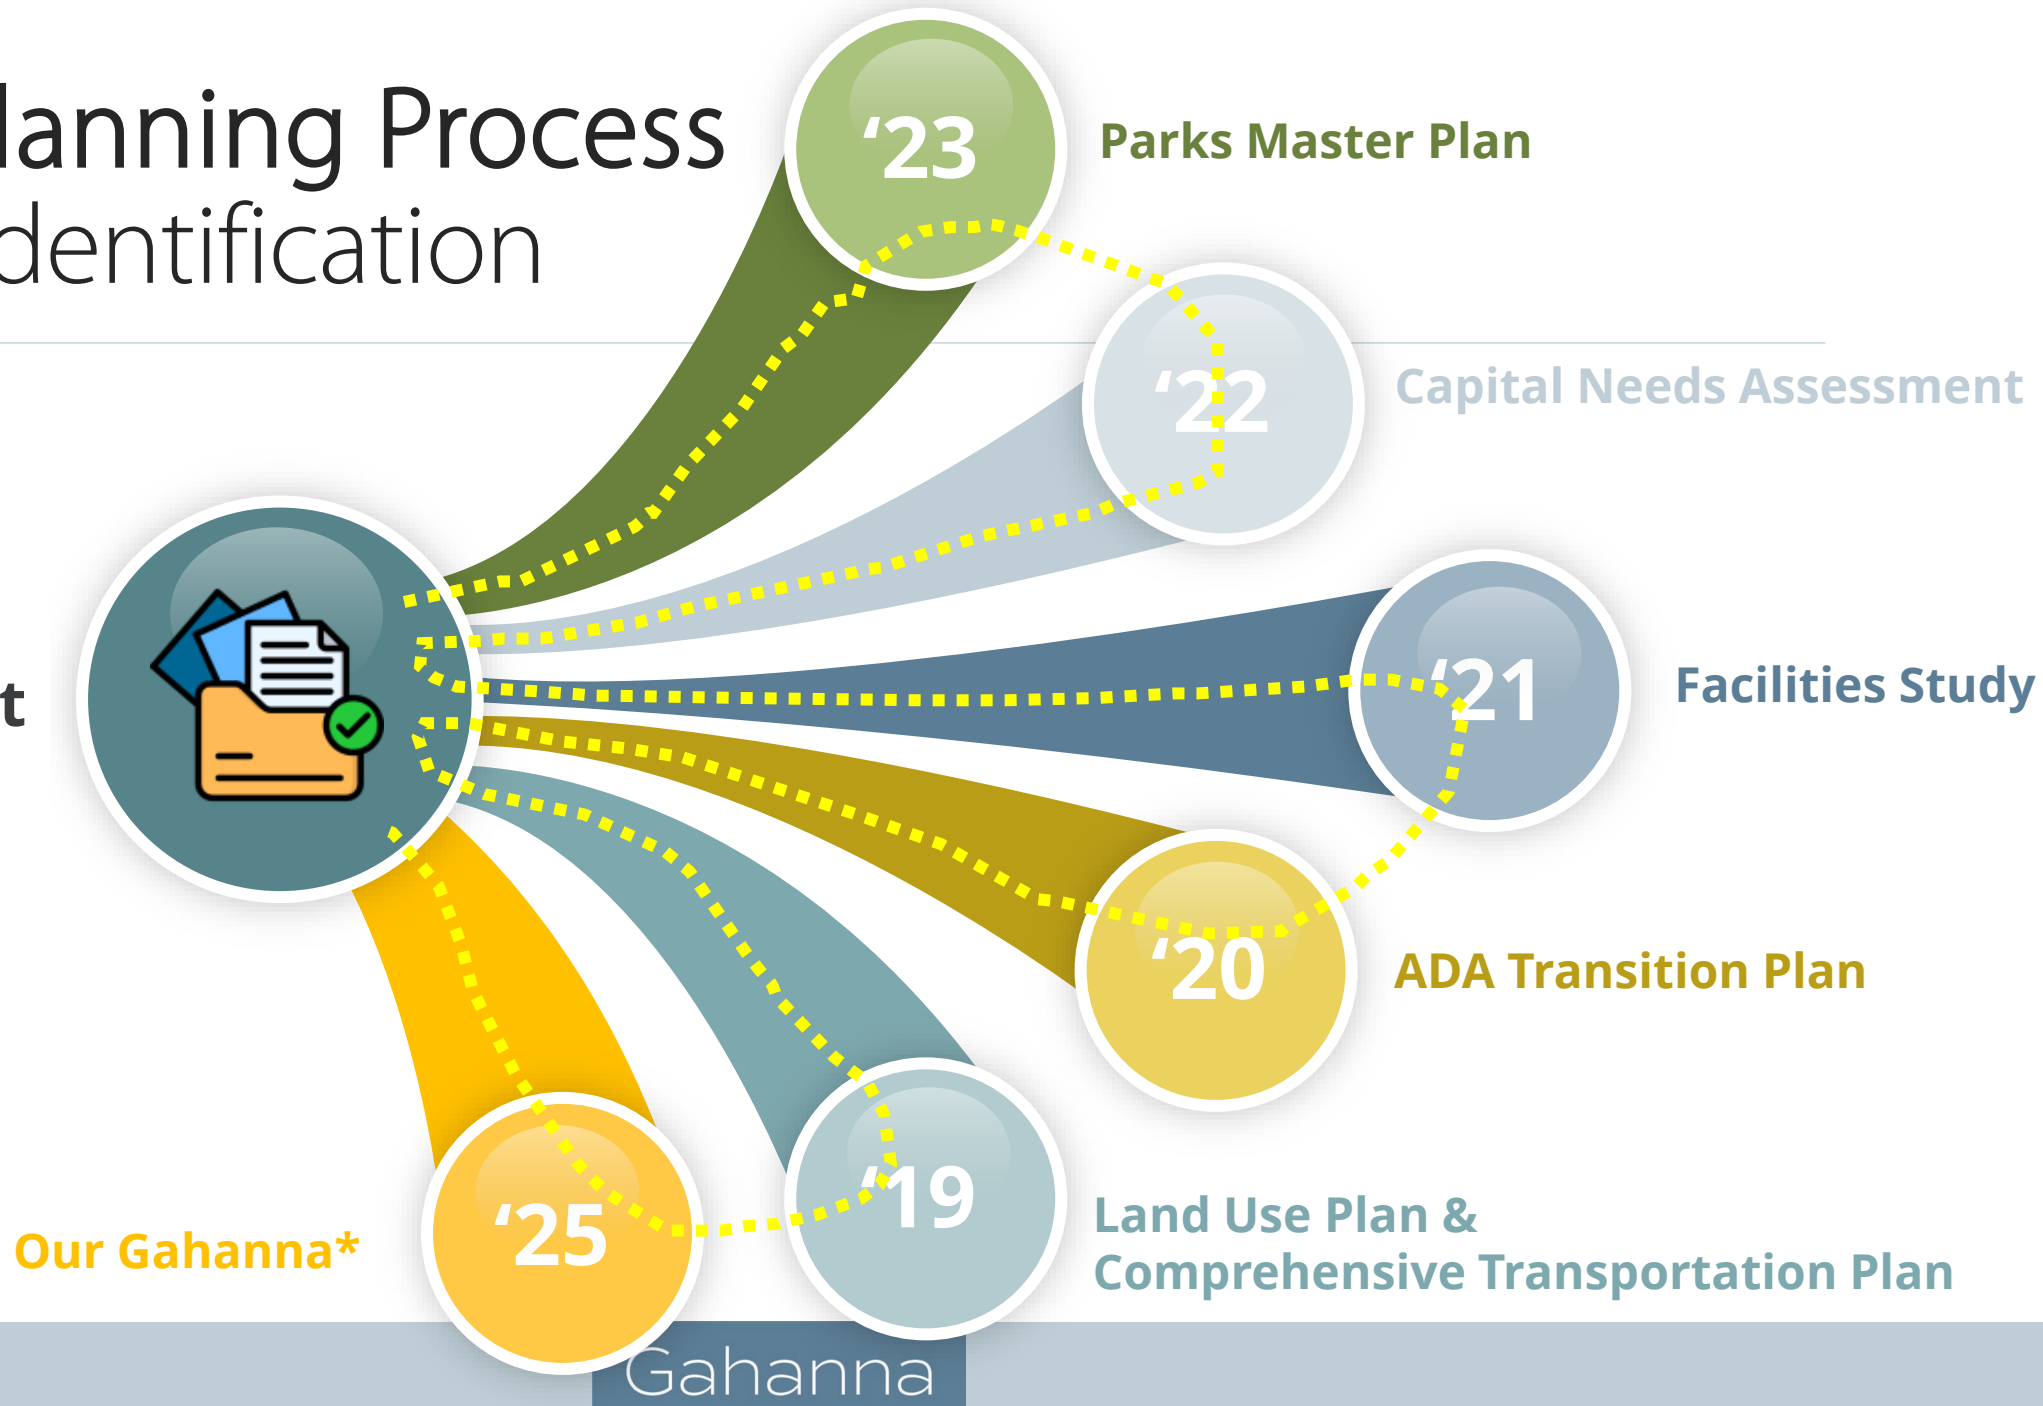 lanning Process
dentification
‘23
Parks Master Plan
‘22
Capital Needs Assessment
t
‘21
Facilities Study
‘20
ADA Transition Plan
‘19
Land Use Plan &
Comprehensive Transportation Plan
Our Gahanna*
‘25
Gahanna